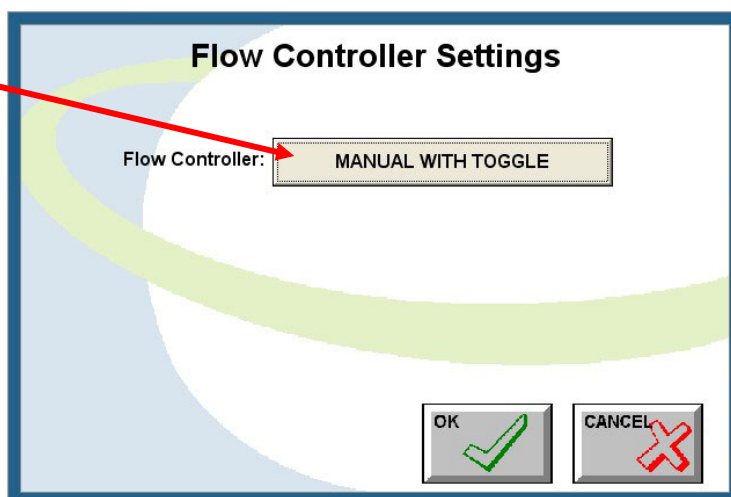 Flow Controller Settings
Flow Controller: MANUAL WITH TOGGLE
OK CANCEL